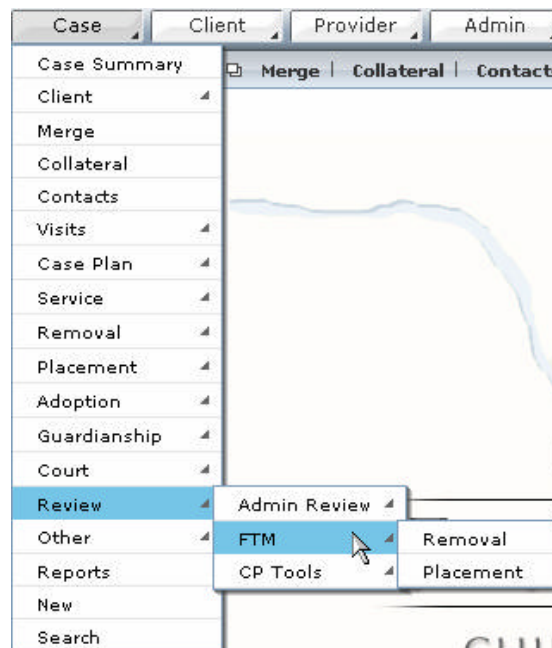 Case Client Provider Admin
Case Summary
Merge | Collateral | Contact
Client
Merge
Collateral
Contacts
Visits
Case Plan
Service
Removal
Placement
Adoption
Guardianship
Court
Review
Admin Review
Other
FTM
Removal
Reports
CP Tools
Placement
New
Search